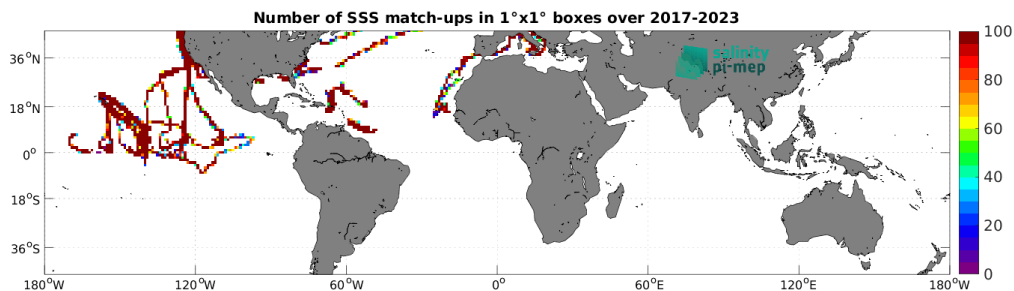 Number of SSS match-ups in 1°x1° boxes over 2017-2023
salinity
pi-mep
36°N
18°N
0°
18°S
36°S
180°W
120°W
60°W
0°
60°E
120°E
180°W
100
80
60
40
20
0